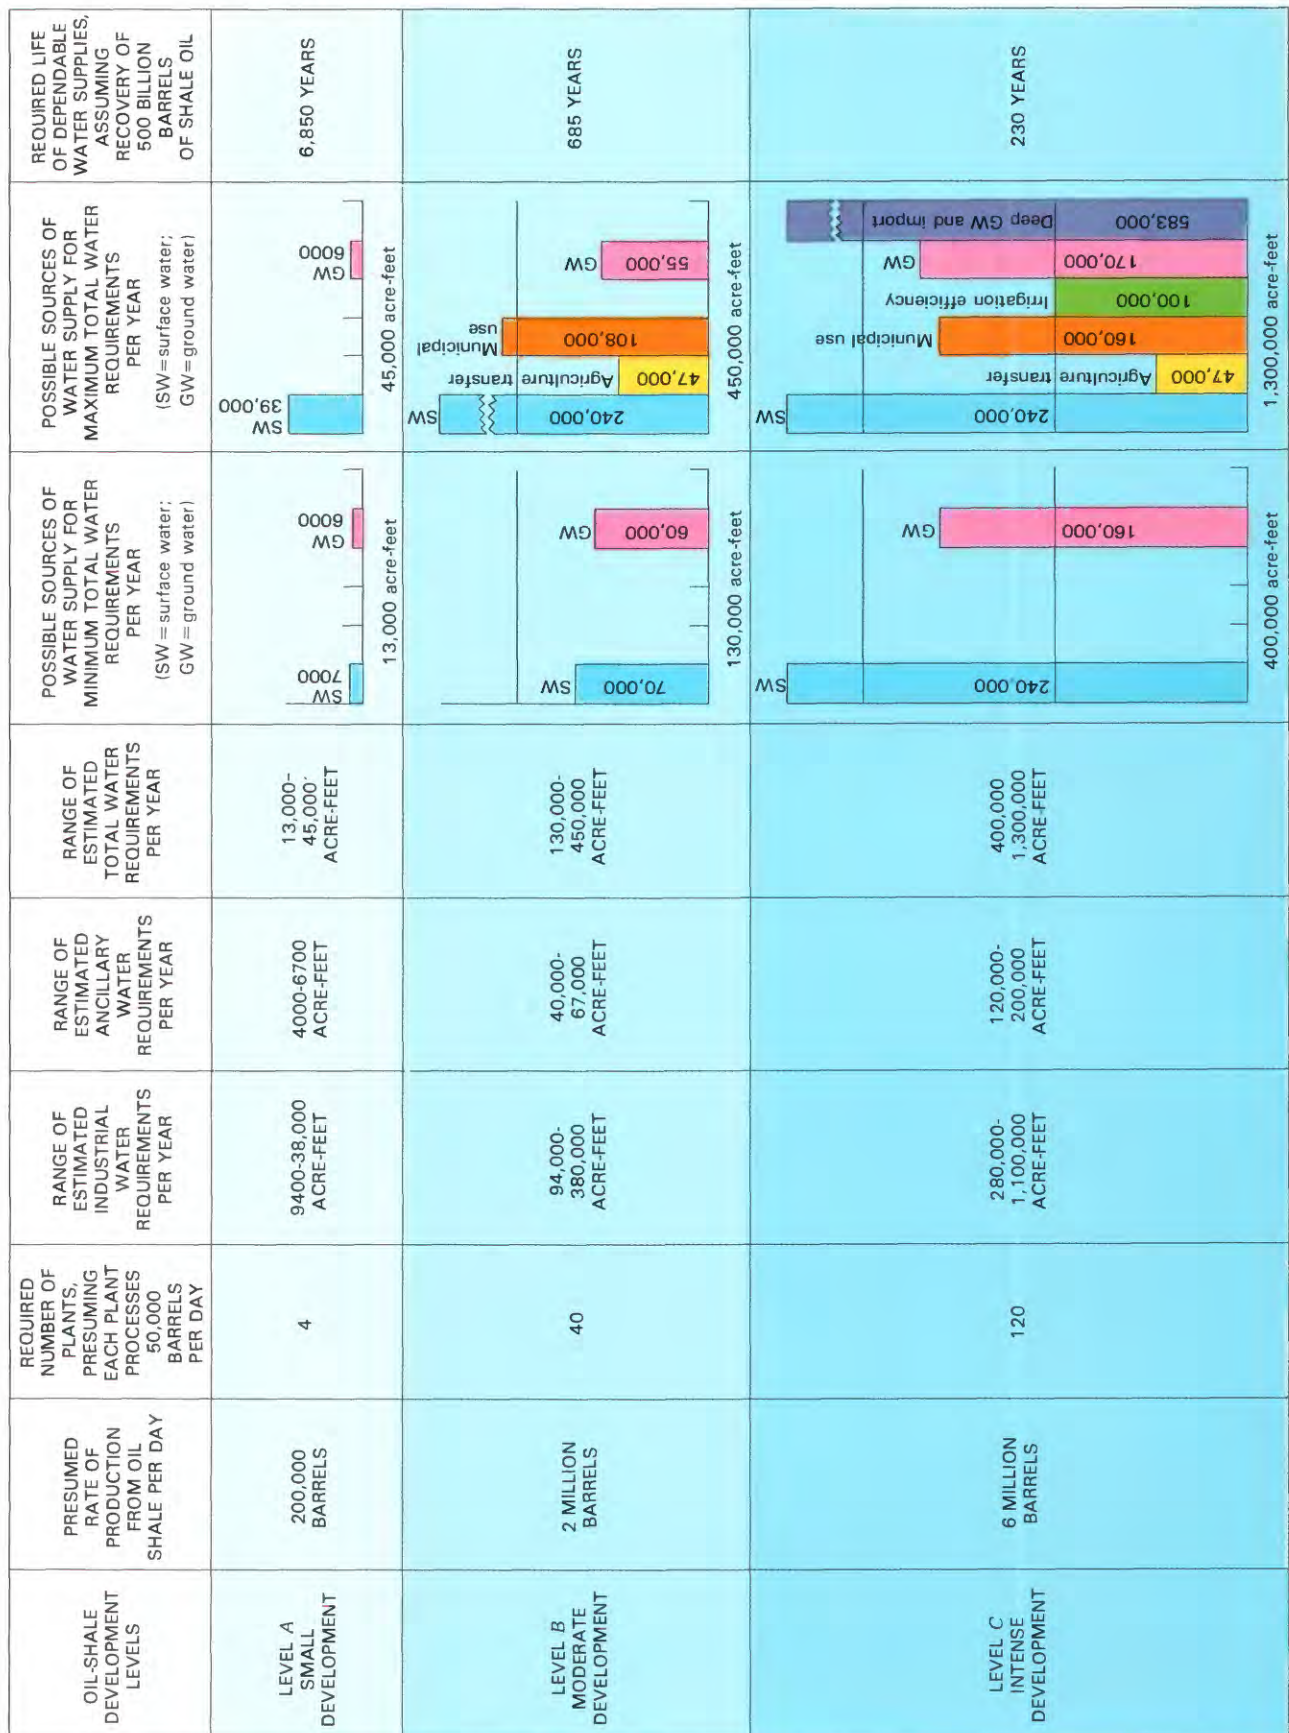 OIL-SHALE
DEVELOPMENT
LEVELS
PRESUMED
RATE OF
PRODUCTION
FROM OIL
SHALE PER DAY
REQUIRED
NUMBER OF
PLANTS,
PRESUMING
EACH PLANT
PROCESSES
50,000
BARRELS
PER DAY
RANGE OF
ESTIMATED
INDUSTRIAL
WATER
REQUIREMENTS
PER YEAR
RANGE OF
ESTIMATED
ANCILLARY
WATER
REQUIREMENTS
PER YEAR
RANGE OF
ESTIMATED
TOTAL WATER
REQUIREMENTS
PER YEAR
POSSIBLE SOURCES OF
WATER SUPPLY FOR
MINIMUM TOTAL WATER
REQUIREMENTS
PER YEAR
(SW=surface water;
GW=ground water)
POSSIBLE SOURCES OF
WATER SUPPLY FOR
MAXIMUM TOTAL WATER
REQUIREMENTS
PER YEAR
(SW=surface water;
GW=ground water)
REQUIRED LIFE
OF DEPENDABLE
WATER SUPPLIES,
ASSUMING
RECOVERY OF
500 BILLION
BARRELS
OF SHALE OIL
LEVEL A
SMALL
DEVELOPMENT
200,000
BARRELS
4
9400-38,000
ACRE-FEET
4000-6700
ACRE-FEET
13,000-
45,000
ACRE-FEET
SW
7000
GW
6000
13,000 acre-feet
SW
39,000
GW
6000
45,000 acre-feet
6,850 YEARS
LEVEL B
MODERATE
DEVELOPMENT
2 MILLION
BARRELS
40
94,000-
380,000
ACRE-FEET
40,000-
67,000
ACRE-FEET
130,000-
450,000
ACRE-FEET
SW
70,000
GW
60,000
130,000 acre-feet
SW
240,000
Agriculture transfer
47,000
Municipal
use
108,000
GW
55,000
450,000 acre-feet
685 YEARS
LEVEL C
INTENSE
DEVELOPMENT
6 MILLION
BARRELS
120
280,000-
1,100,000
ACRE-FEET
120,000-
200,000
ACRE-FEET
400,000
1,300,000
ACRE-FEET
SW
240,000
GW
160,000
400,000 acre-feet
SW
240,000
Agriculture transfer
47,000
Municipal use
160,000
Irrigation efficiency
100,000
GW
170,000
Deep GW and import
583,000
1,300,000 acre-feet
230 YEARS